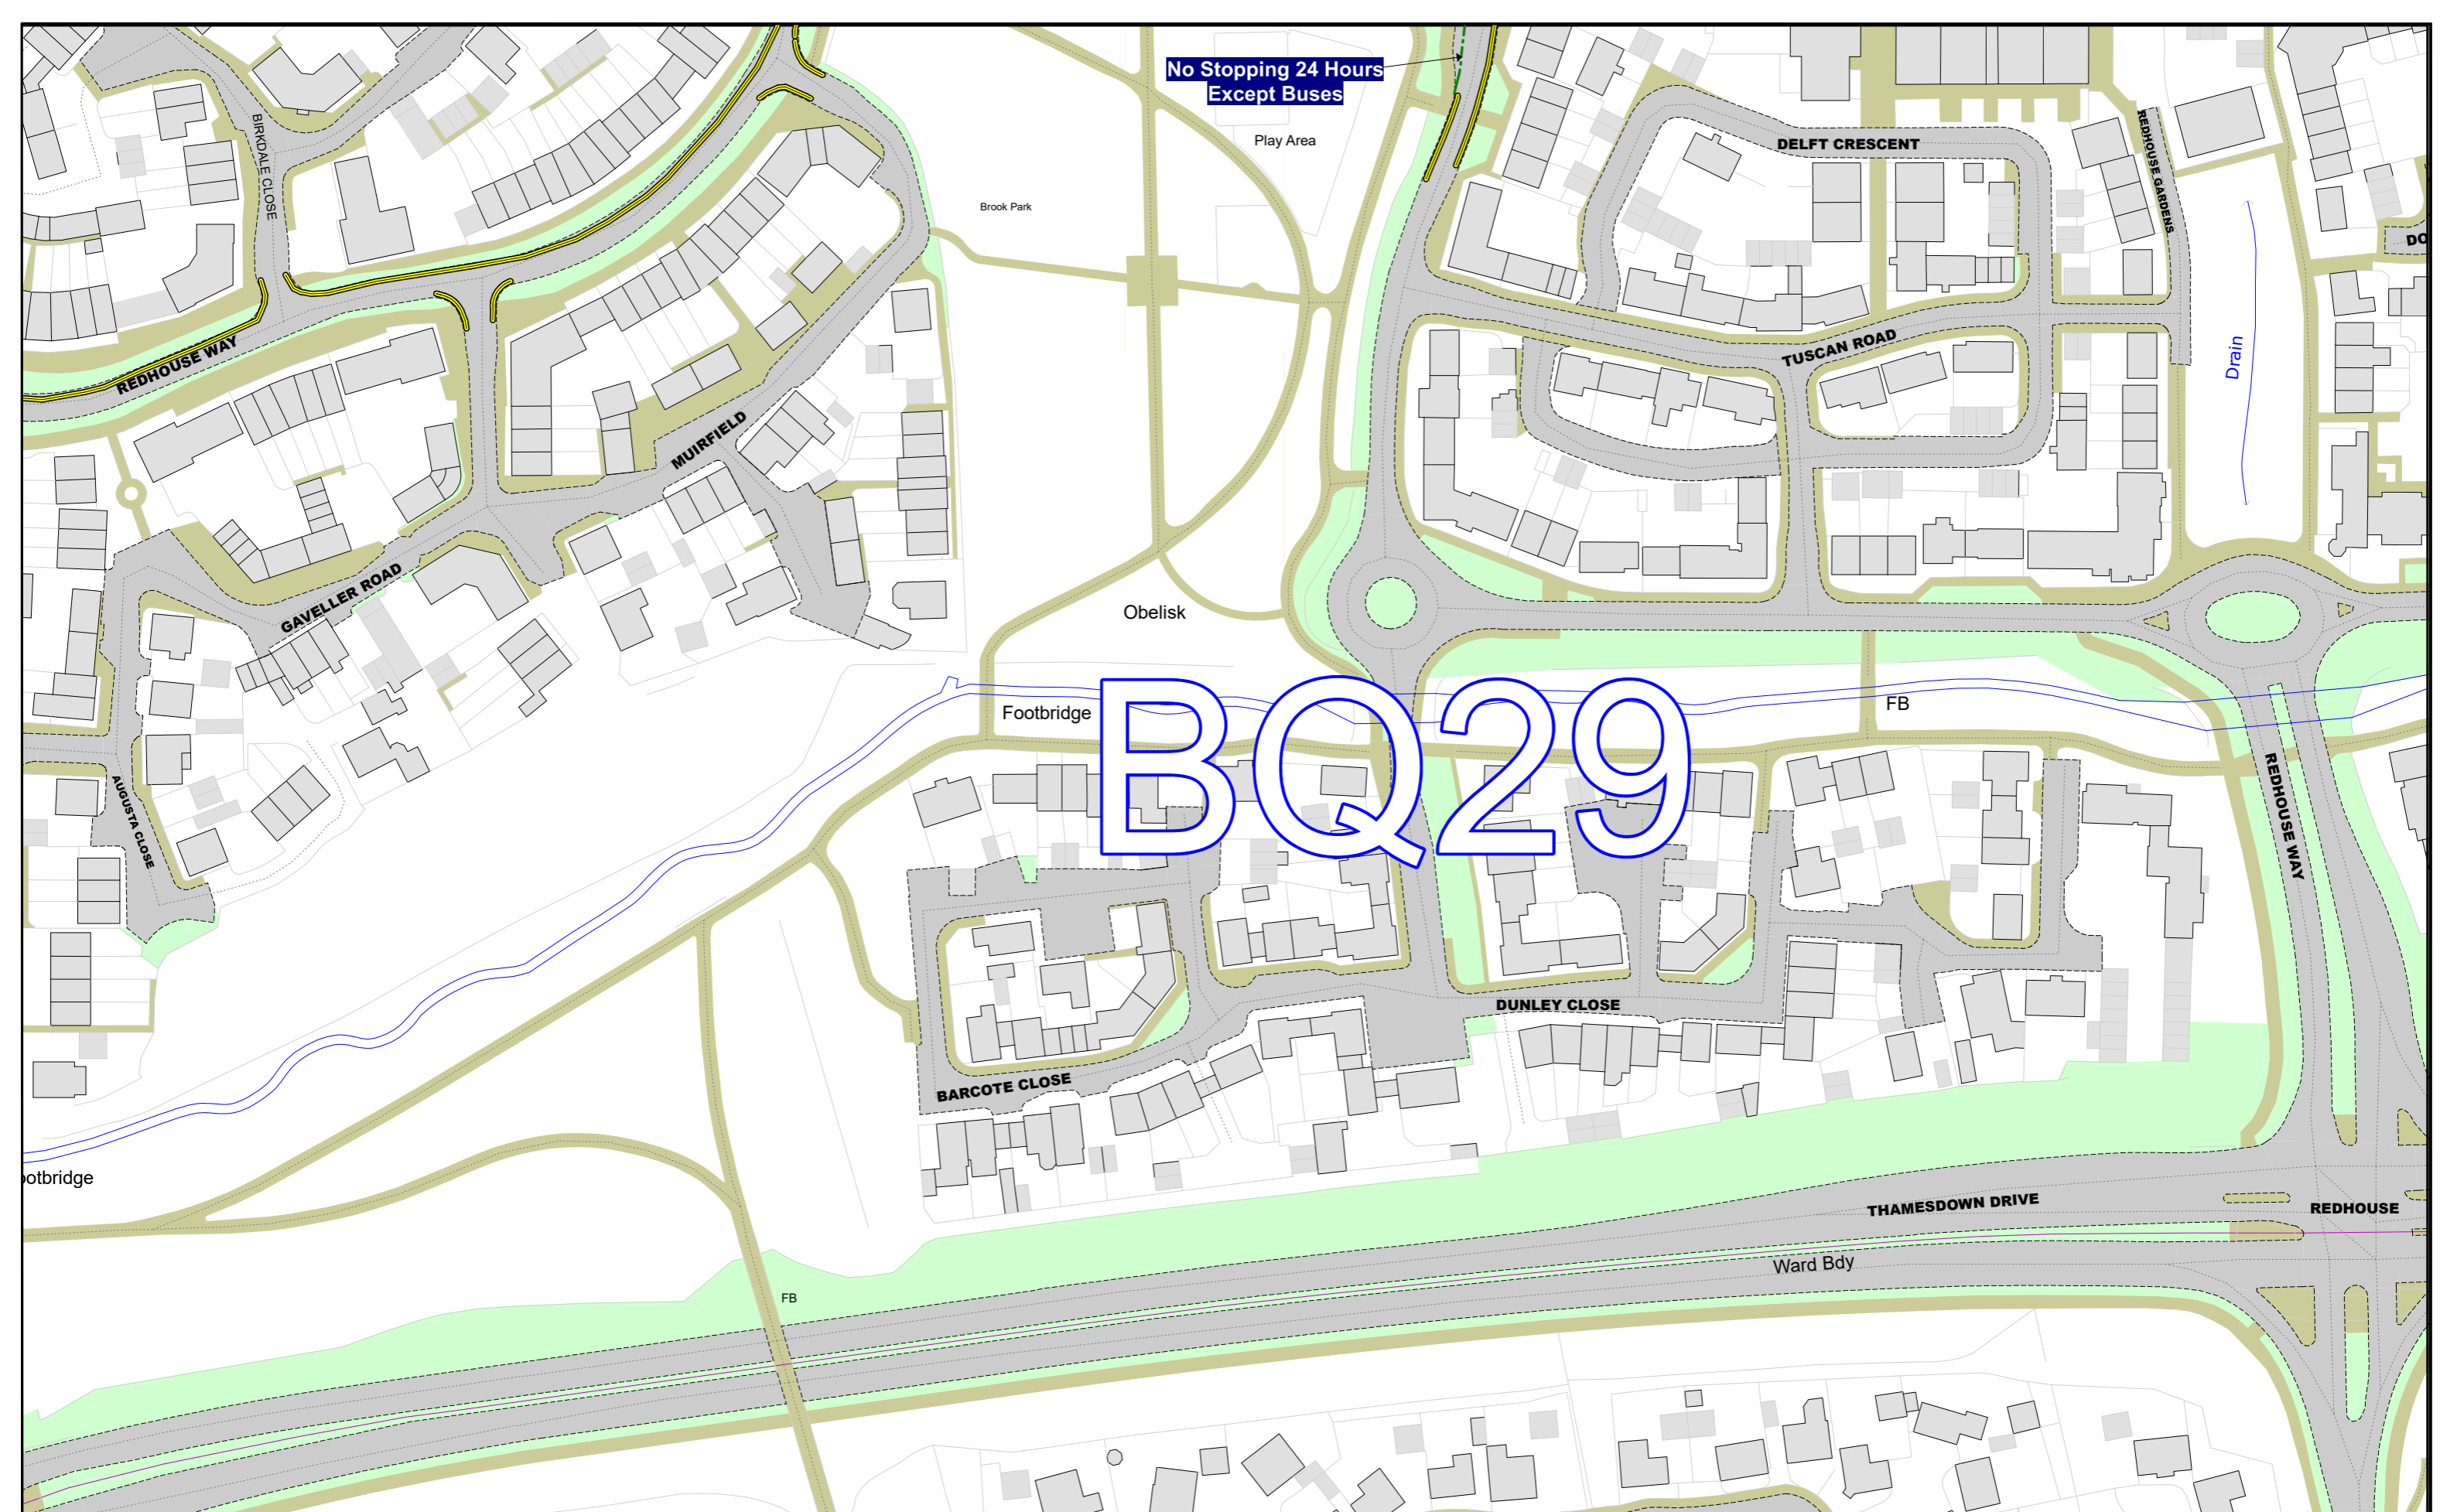 No Stopping 24 Hours
Except Buses
BIRKDALE CLOSE
Play Area
DELFT CRESCENT
REDHOUSE GARDENS
Brook Park
DO
REDHOUSE WAY
TUSCAN ROAD
Drain
MUIRFIELD
GAVELLER ROAD
Obelisk
Footbridge
BQ29
FB
AUGUSTA CLOSE
REDHOUSE WAY
DUNLEY CLOSE
BARCOTE CLOSE
ootbridge
THAMESDOWN DRIVE
REDHOUSE
Ward Bdy
FB